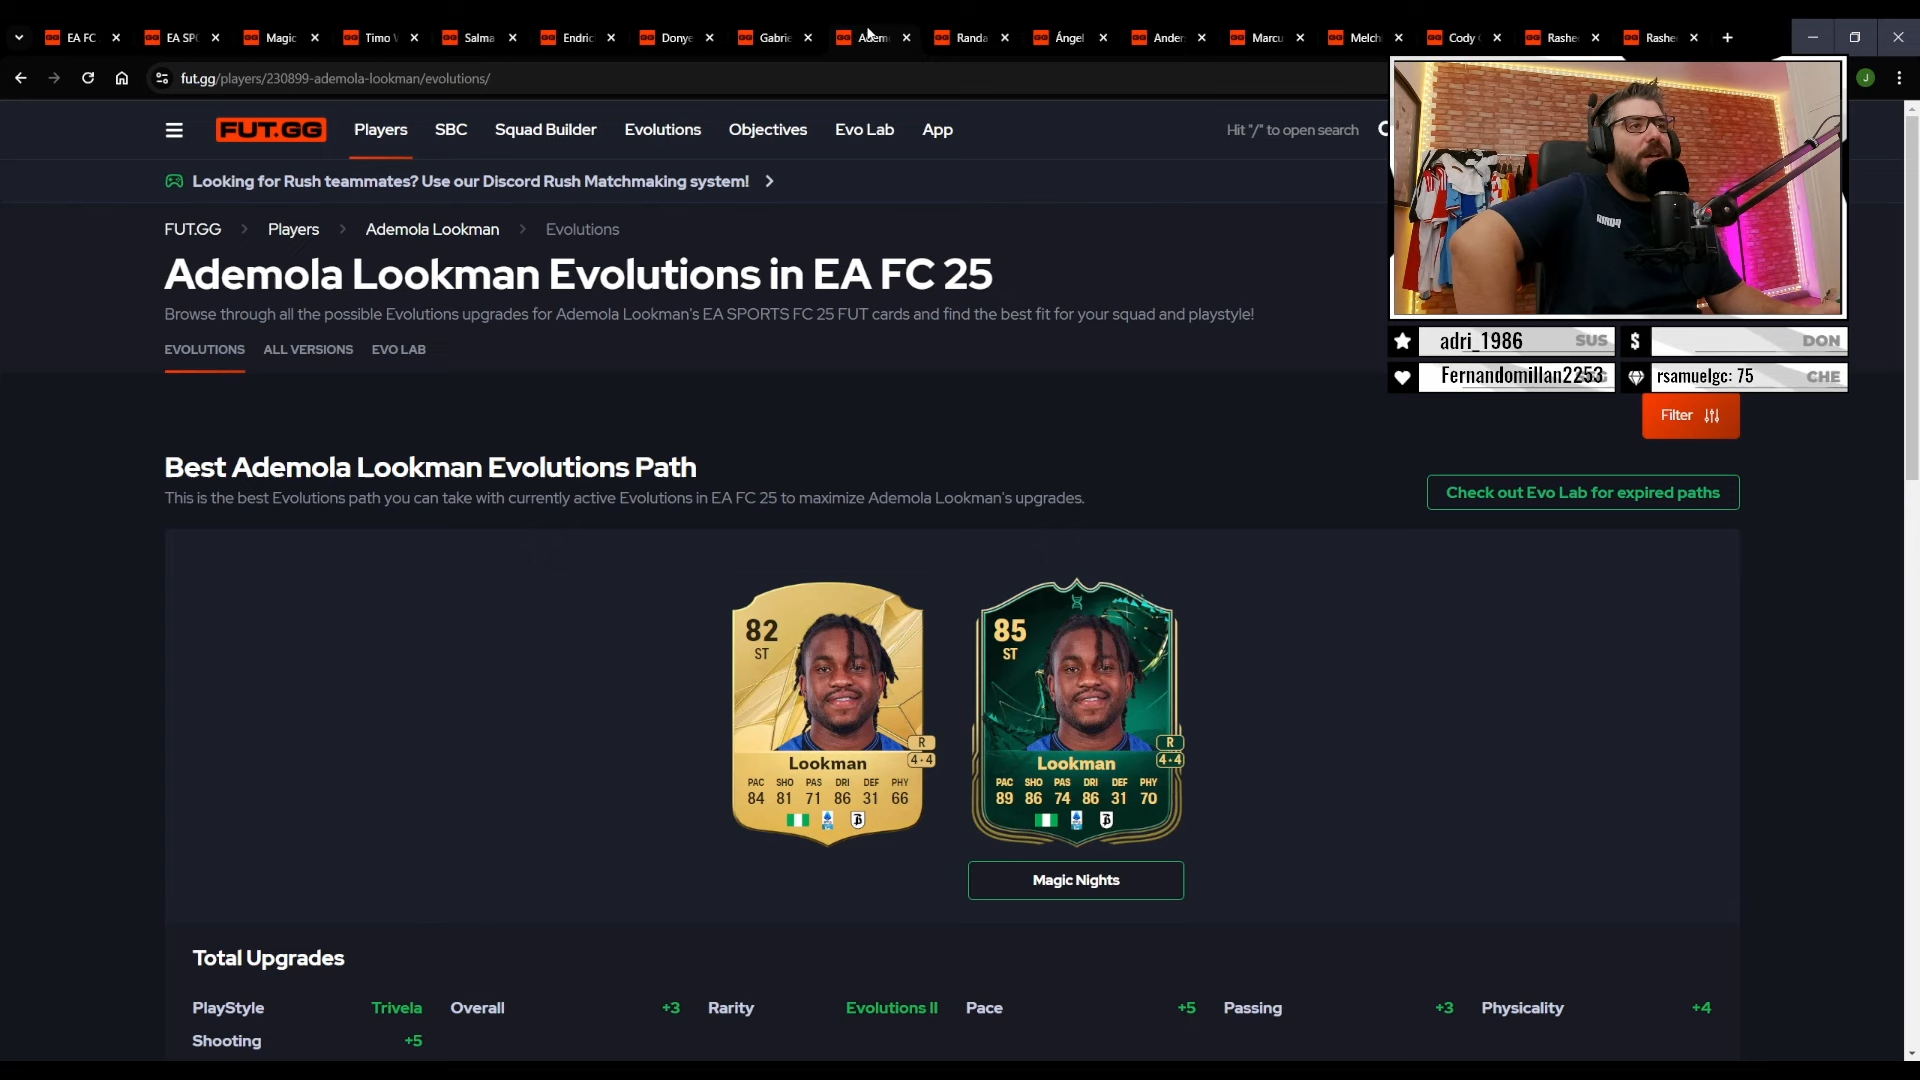 EA FC
EA SP
Magic
Timo
Salma
Endric
Donye
Gabrie
Adem
Randa
Ángel
Ander
Marcu
Melch
Cody
Rashe
Rashe
fut.gg/players/230899-ademola-lookman/evolutions/
J
FUT.GG
Players
SBC
Squad Builder
Evolutions
Objectives
Evo Lab
App
Hit "/" to open search
Looking for Rush teammates? Use our Discord Rush Matchmaking system!
FUT.GG > Players > Ademola Lookman > Evolutions
Ademola Lookman Evolutions in EA FC 25
Browse through all the possible Evolutions upgrades for Ademola Lookman's EA SPORTS FC 25 FUT cards and find the best fit for your squad and playstyle!
EVOLUTIONS ALL VERSIONS EVO LAB
adri_1986 SUS
$ DON
Fernandomillan2253
rsamuelgc: 75 CHE
Filter
Best Ademola Lookman Evolutions Path
This is the best Evolutions path you can take with currently active Evolutions in EA FC 25 to maximize Ademola Lookman's upgrades.
Check out Evo Lab for expired paths
82
ST
R
4•4
Lookman
PAC SHO PAS DRI DEF PHY
84 81 71 86 31 66
85
ST
R
4•4
Lookman
PAC SHO PAS DRI DEF PHY
89 86 74 86 31 70
Magic Nights
Total Upgrades
PlayStyle Trivela Overall +3 Rarity Evolutions II Pace +5 Passing +3 Physicality +4
Shooting +5